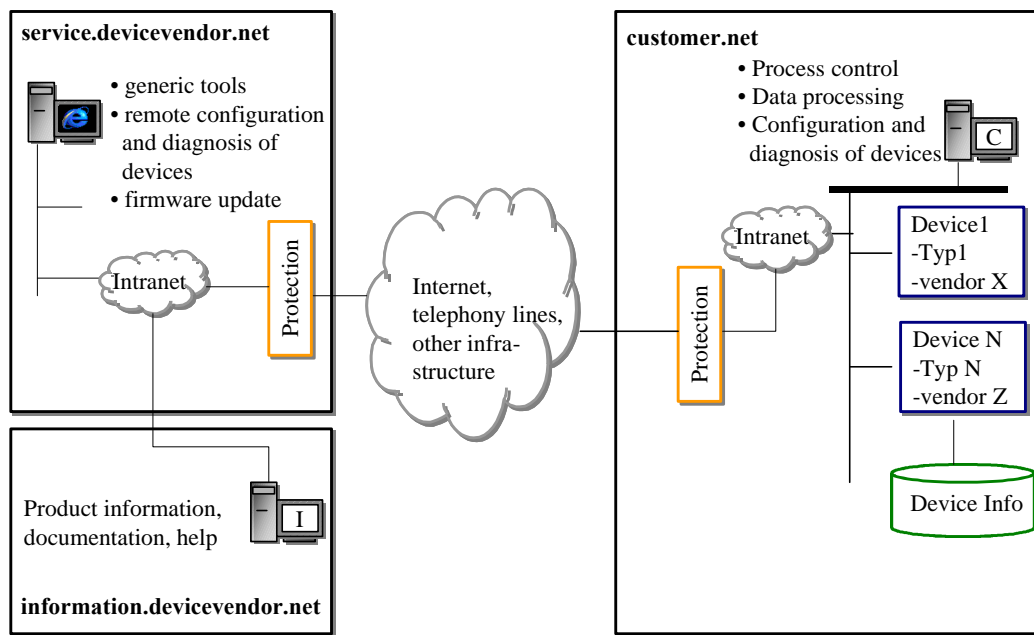 service.devicevendor.net
• generic tools
• remote configuration
and diagnosis of
devices
• firmware update
Intranet
Protection
Product information,
documentation, help
I
information.devicevendor.net
Internet,
telephony lines,
other infra-
structure
customer.net
• Process control
• Data processing
• Configuration and
diagnosis of devices
C
Intranet
Protection
Device1
-Typ1
-vendor X
Device N
-Typ N
-vendor Z
Device Info